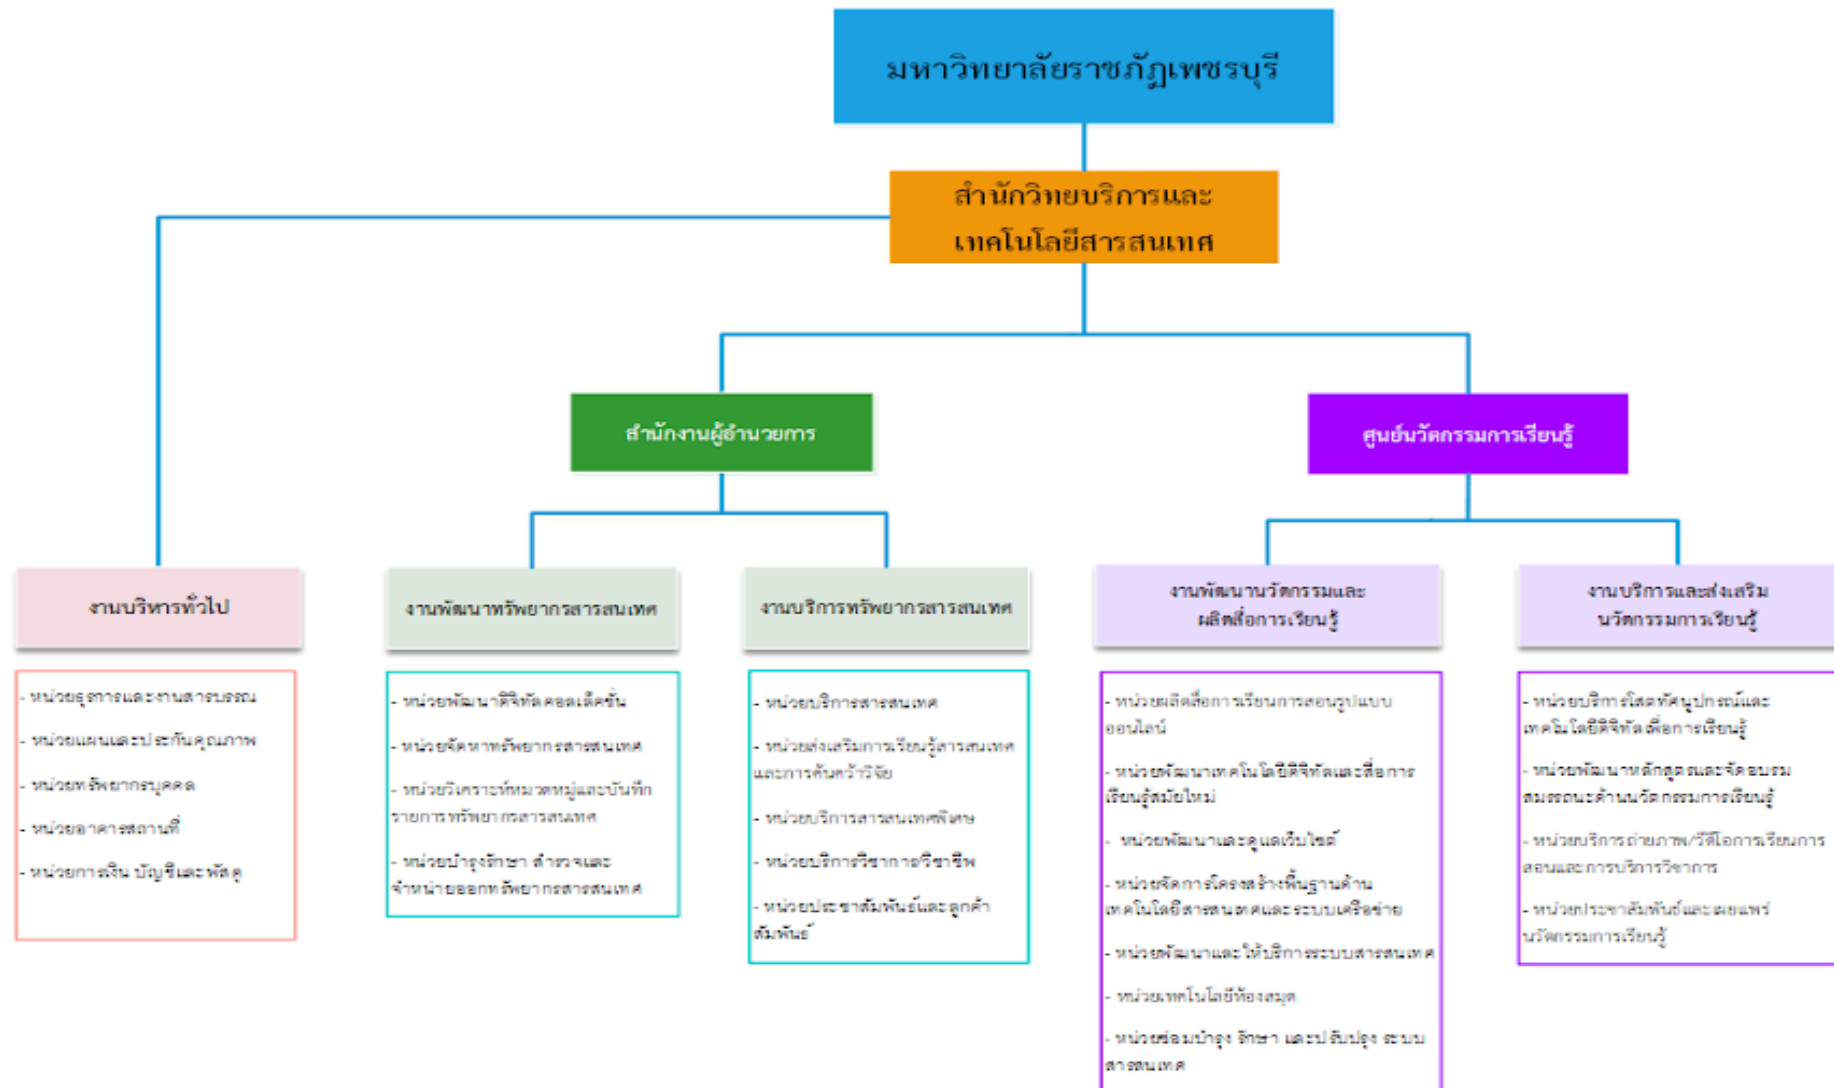 มหาวิทยาลัยราชภัฏเพชรบุรี
สำนักวิทยบริการและ
เทคโนโลยีสารสนเทศ
สำนักงานผู้อำนวยการ
ศูนย์นวัตกรรมการเรียนรู้
งานบริหารทั่วไป
- หน่วยธุรการและงานสารบรรณ
- หน่วยแผนและประกันคุณภาพ
- หน่วยทรัพยากรบุคคล
- หน่วยอาคารสถานที่
- หน่วยการเงิน บัญชีและพัสดุ
งานพัฒนาทรัพยากรสารสนเทศ
- หน่วยพัฒนาดิจิทัลคอลเล็คชั่น
- หน่วยจัดหาทรัพยากรสารสนเทศ
- หน่วยวิเคราะห์หมวดหมู่และบันทึก
รายการทรัพยากรสารสนเทศ
- หน่วยบำรุงรักษา สำรวจและ
จำหน่ายออกทรัพยากรสารสนเทศ
งานบริการทรัพยากรสารสนเทศ
- หน่วยบริการสารสนเทศ
- หน่วยส่งเสริมการเรียนรู้สารสนเทศ
และการค้นคว้าวิจัย
- หน่วยบริการสารสนเทศพิเศษ
- หน่วยบริการวิชาการ/วิชาชีพ
- หน่วยประชาสัมพันธ์และลูกค้า
สัมพันธ์
งานพัฒนานวัตกรรมและ
ผลิตสื่อการเรียนรู้
- หน่วยผลิตสื่อการเรียนการสอนรูปแบบ
ออนไลน์
- หน่วยพัฒนาเทคโนโลยีดิจิทัลและสื่อการ
เรียนรู้สมัยใหม่
- หน่วยพัฒนาและดูแลเว็บไซต์
- หน่วยจัดการโครงสร้างพื้นฐานด้าน
เทคโนโลยีสารสนเทศและระบบเครือข่าย
- หน่วยพัฒนาและให้บริการระบบสารสนเทศ
- หน่วยเทคโนโลยีห้องสมุด
- หน่วยซ่อมบำรุง รักษา และปรับปรุง ระบบ
สารสนเทศ
งานบริการและส่งเสริม
นวัตกรรมการเรียนรู้
- หน่วยบริการโสตทัศนูปกรณ์และ
เทคโนโลยีดิจิทัลเพื่อการเรียนรู้
- หน่วยพัฒนาหลักสูตรและจัดอบรม
สมรรถนะด้านนวัตกรรมการเรียนรู้
- หน่วยบริการถ่ายภาพ/วีดิโอการเรียนการ
สอนและการบริการวิชาการ
- หน่วยประชาสัมพันธ์และเผยแพร่
นวัตกรรมการเรียนรู้